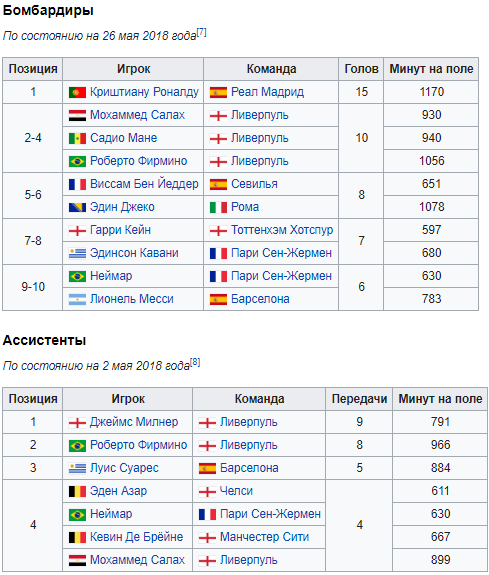 Бомбардиры
По состоянию на 26 мая 2018 года[7]
Позиция Игрок Команда Голов Минут на поле
1 Криштиану Роналду Реал Мадрид 15 1170
2-4 Мохаммед Салах Ливерпуль 10 930
Садио Мане Ливерпуль 940
Роберто Фирмино Ливерпуль 1056
5-6 Виссам Бен Йеддер Севилья 8 651
Эдин Джеко Рома 1078
7-8 Гарри Кейн Тоттенхэм Хотспур 7 597
Эдинсон Кавани Пари Сен-Жермен 680
9-10 Неймар Пари Сен-Жермен 6 630
Лионель Месси Барселона 783
Ассистенты
По состоянию на 2 мая 2018 года[8]
Позиция Игрок Команда Передачи Минут на поле
1 Джеймс Милнер Ливерпуль 9 791
2 Роберто Фирмино Ливерпуль 8 966
3 Луис Суарес Барселона 5 884
4 Эден Азар Челси 4 611
Неймар Пари Сен-Жермен 630
Кевин Де Брёйне Манчестер Сити 667
Мохаммед Салах Ливерпуль 899